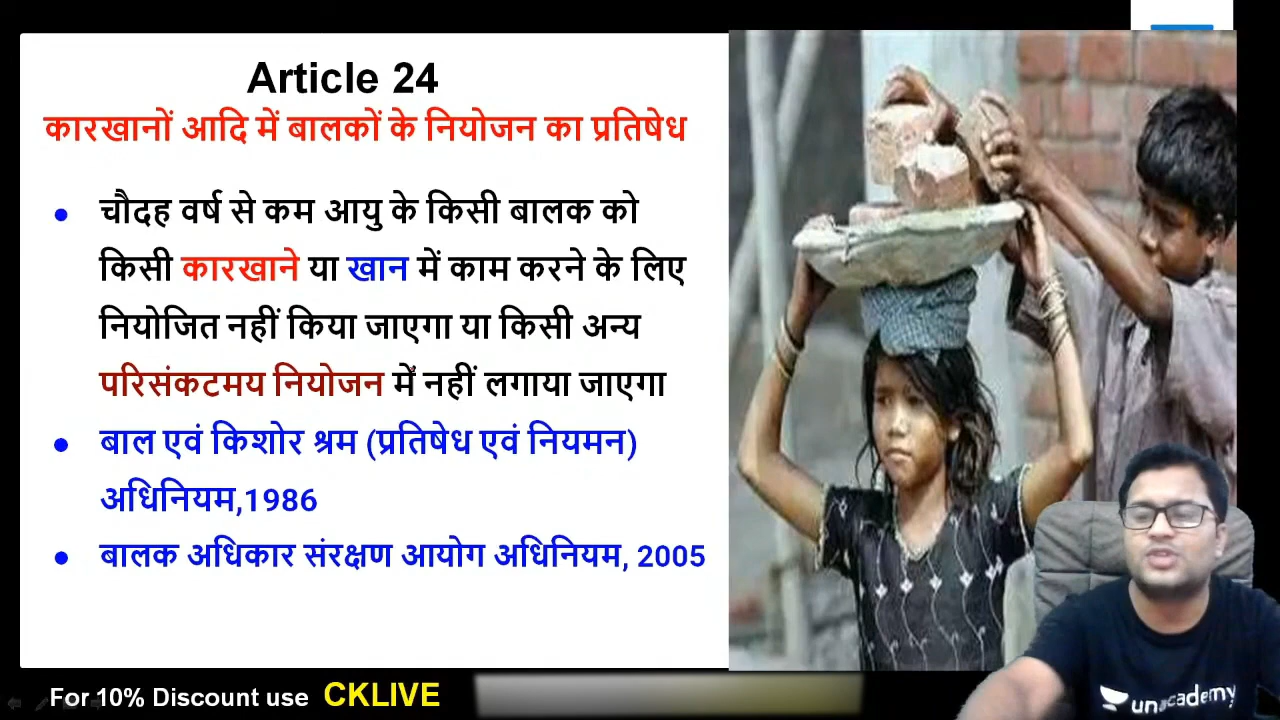 Article 24
कारखानों आदि में बालकों के नियोजन का प्रतिषेध
• चौदह वर्ष से कम आयु के किसी बालक को
किसी कारखाने या खान में काम करने के लिए
नियोजित नहीं किया जाएगा या किसी अन्य
परिसंकटमय नियोजन में नहीं लगाया जाएगा
• बाल एवं किशोर श्रम (प्रतिषेध एवं नियमन)
अधिनियम,1986
• बालक अधिकार संरक्षण आयोग अधिनियम, 2005
unacademy
For 10% Discount use CKLIVE